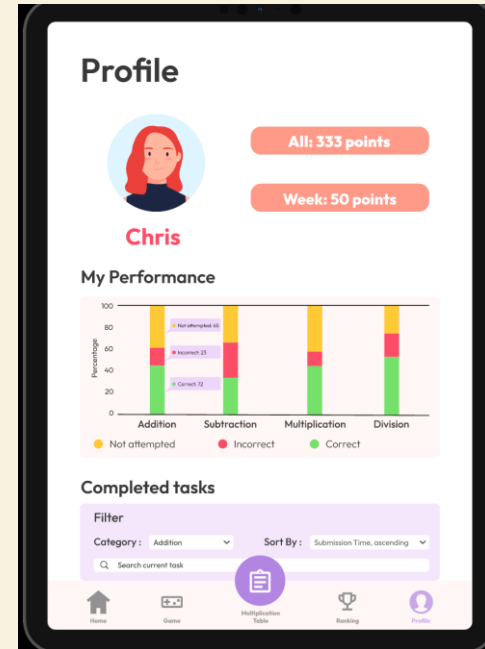 Profile
All: 333 points
Week: 50 points
Chris
My Performance
100
80
60
40
20
0
Percentage
Not attempted: 65
Incorrect 23
Correct 72
Addition Subtraction Multiplication Division
Not attempted Incorrect Correct
Completed tasks
Filter
Category : Addition Sort By : Submission Time, ascending
Search current task
Home Game Multiplication Table Ranking Profile